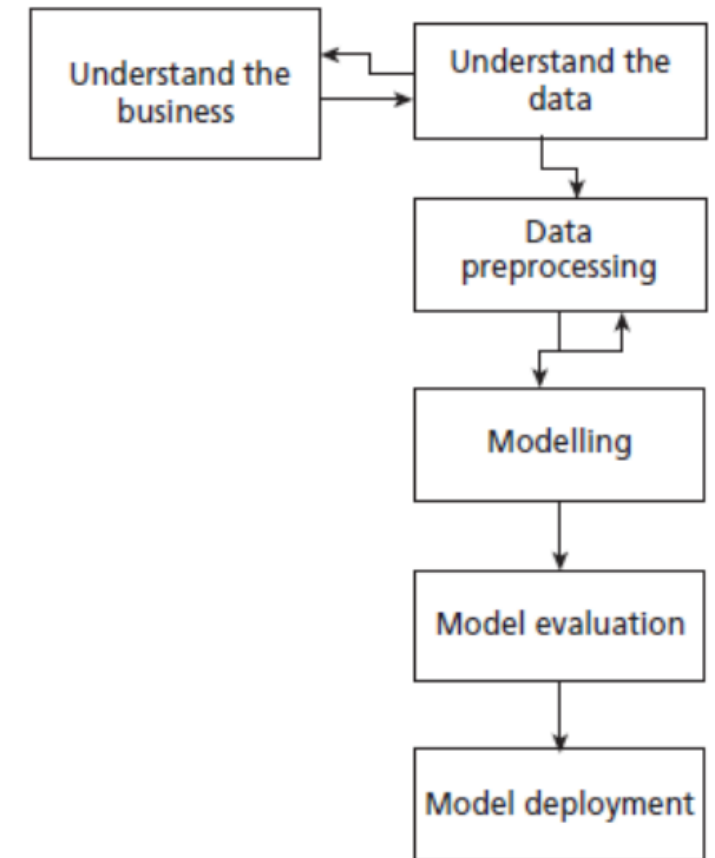 Understand the
business
Understand the
data
Data
preprocessing
Modelling
Model evaluation
Model deployment